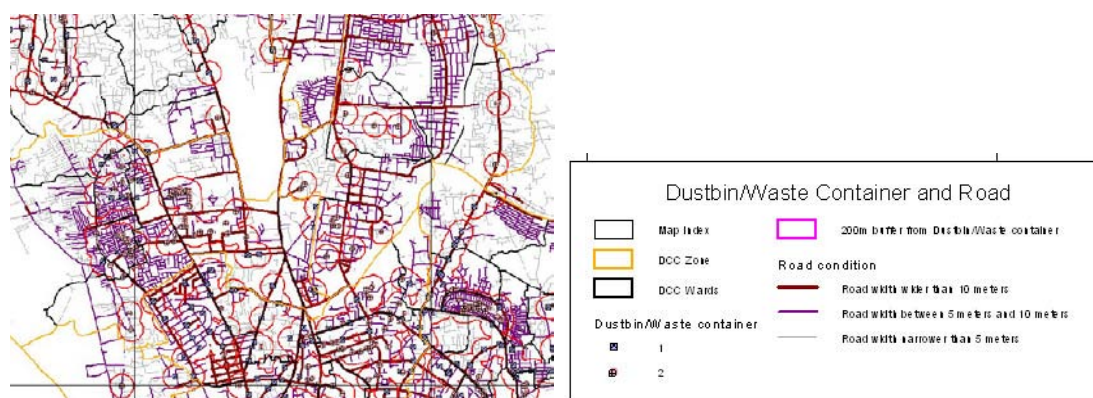 Dustbin/Waste Container and Road
Map Index
DCC Zone
DCC Wards
Dustbin/Waste container
1
2
200m buffer from Dustbin/Waste container
Road condition
Road width wider than 10 meters
Road width between 5 meters and 10 meters
Road width narrower than 5 meters